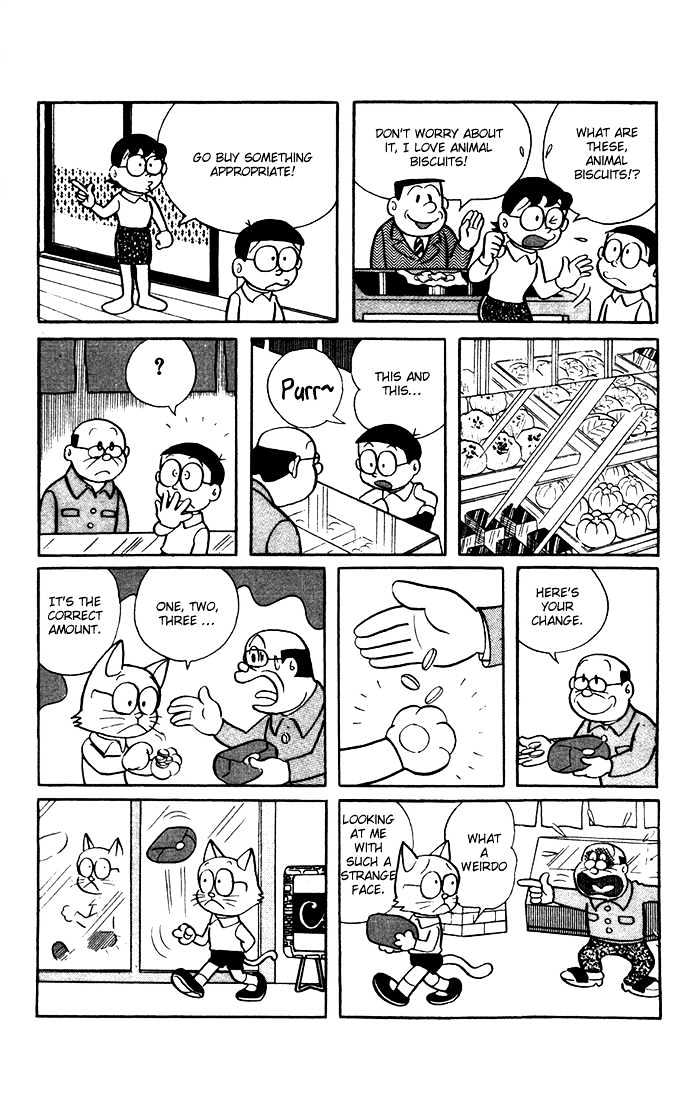 WHAT ARE
THESE,
ANIMAL
BISCUITS!?
DON'T WORRY ABOUT
IT, I LOVE ANIMAL
BISCUITS!
GO BUY SOMETHING
APPROPRIATE!
THIS AND
THIS...
Purr~
?
HERE'S
YOUR
CHANGE.
ONE, TWO,
THREE ...
IT'S THE
CORRECT
AMOUNT.
WHAT
A
WEIRDO
LOOKING
AT ME
WITH
SUCH A
STRANGE
FACE.